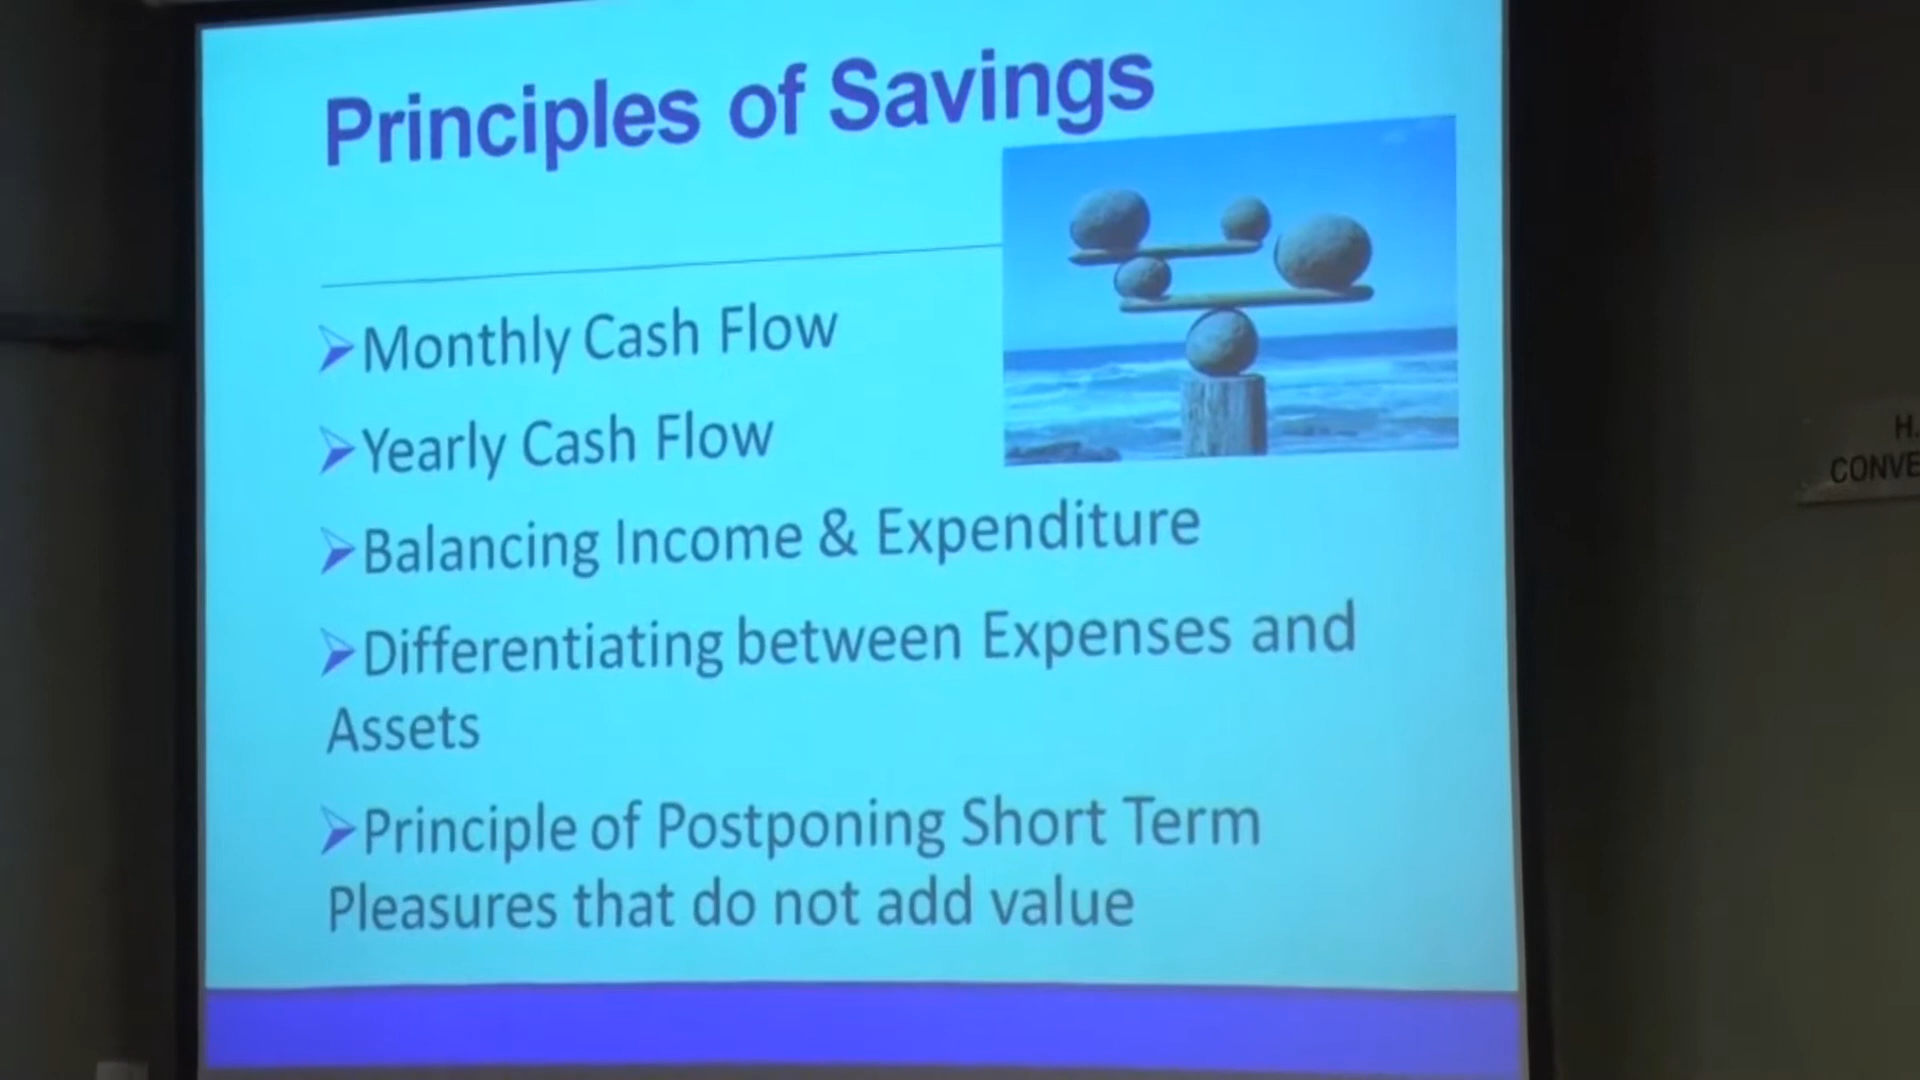 Principles of Savings
Monthly Cash Flow
Yearly Cash Flow
Balancing Income & Expenditure
Differentiating between Expenses and
Assets
Principle of Postponing Short Term
Pleasures that do not add value
H.
CONVE